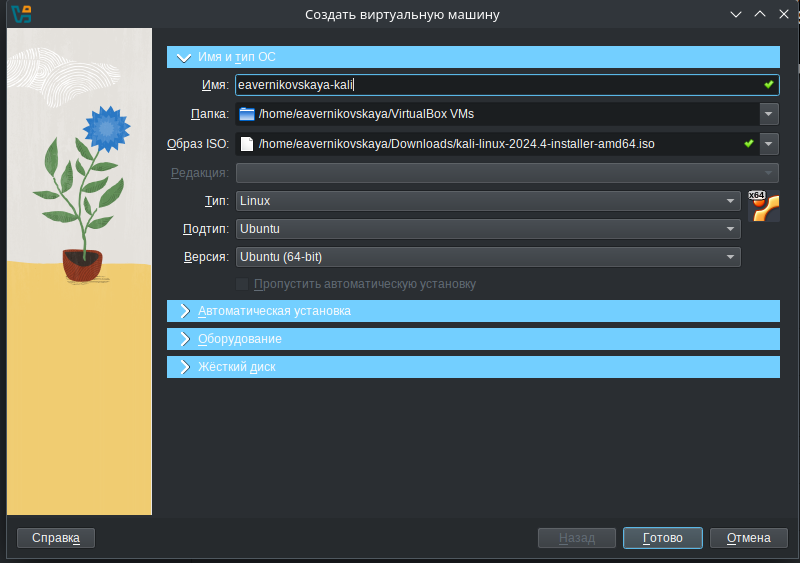 Создать виртуальную машину
Имя и тип ОС
Имя: eavernikovskaya-kali
Папка: /home/eavernikovskaya/VirtualBox VMs
Образ ISO: /home/eavernikovskaya/Downloads/kali-linux-2024.4-installer-amd64.iso
Редакция:
Тип: Linux
x64
Подтип: Ubuntu
Версия: Ubuntu (64-bit)
Пропустить автоматическую установку
Автоматическая установка
Оборудование
Жёсткий диск
Справка Назад Готово Отмена